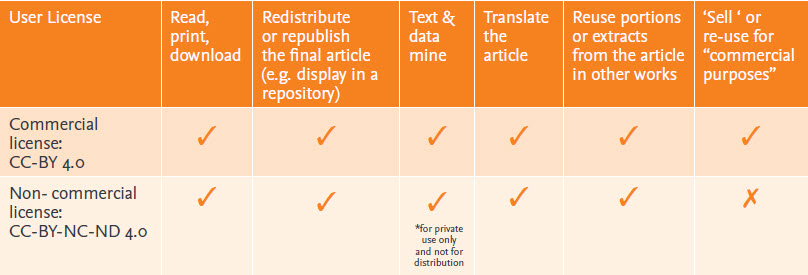 User License
Read,
print,
download
Redistribute
or republish
the final article
(e.g. display in a
repository)
Text &
data
mine
Translate
the
article
Reuse portions
or extracts
from the article
in other works
‘Sell ‘ or
re-use for
“commercial
purposes”
Commercial
license:
CC-BY 4.0
✓ ✓ ✓ ✓ ✓ ✓
Non- commercial
license:
CC-BY-NC-ND 4.0
✓ ✓ ✓ ✓ ✓ ✗
*for private
use only
and not for
distribution